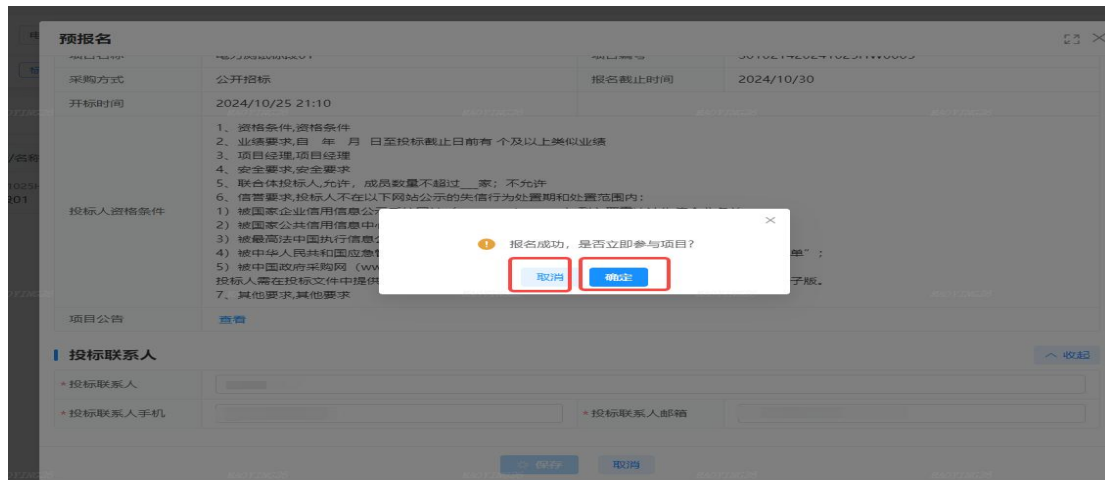 预报名
采购方式 公开招标 报名截止时间 2024/10/30
开标时间 2024/10/25 21:10
投标人资格条件
1、资格条件,资格条件
2、业绩要求,自 年 月 日至投标截止日前有 个及以上类似业绩
3、项目经理,项目经理
4、安全要求,安全要求
5、联合体投标人,允许，成员数量不超过___家；不允许
6、信誉要求,投标人不在以下网站公示的失信行为处置期和处置范围内：
1）被国家企业信用信息公
2）被国家公共信用信息中
3）被最高法中国执行信息
4）被中华人民共和国应急 单”；
5）被中国政府采购网（ww
投标人需在投标文件中提供 子版。
7、其他要求,其他要求
报名成功，是否立即参与项目？
取消 确定
项目公告 查看
投标联系人 收起
*投标联系人
*投标联系人手机 *投标联系人邮箱
保存 取消